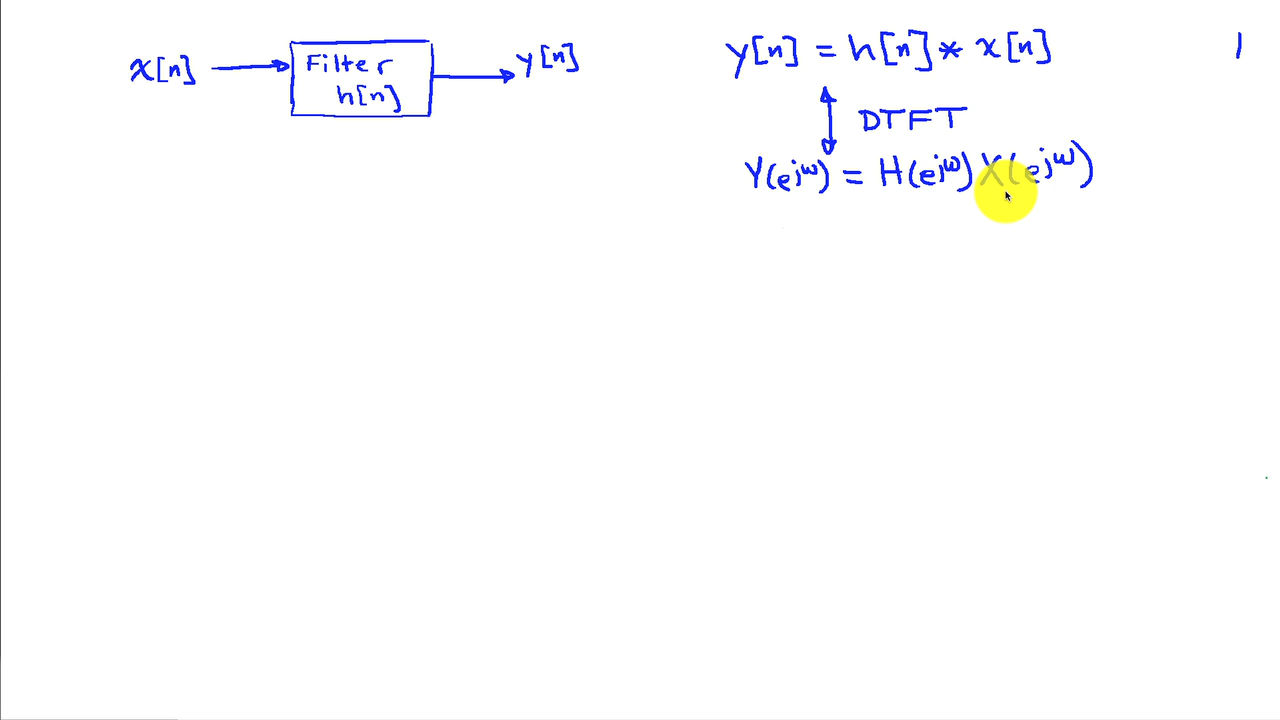 x[n] → Filter h[n] → y[n]
y[n] = h[n] * x[n]
1
↕ DTFT
Y(e^jω) = H(e^jω) X(e^jω)